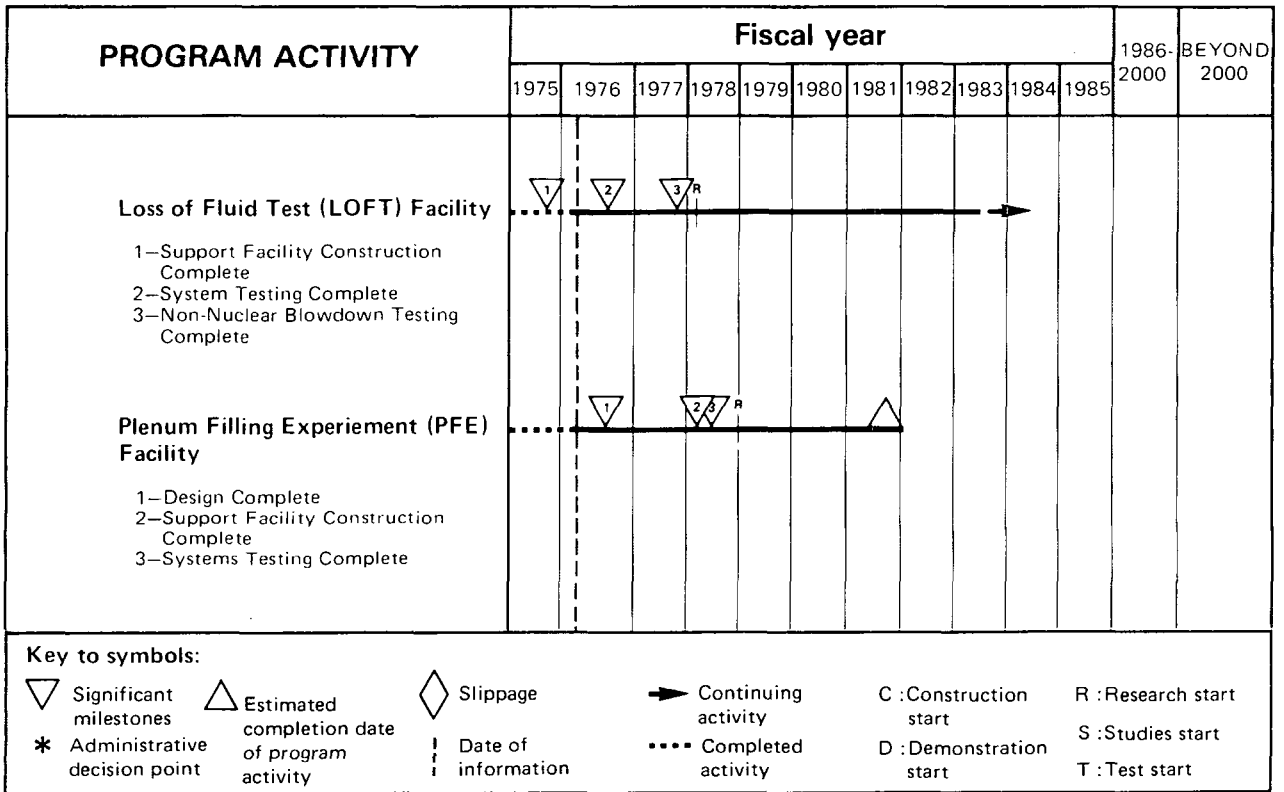 PROGRAM ACTIVITY
Fiscal year
1975 1976 1977 1978 1979 1980 1981 1982 1983 1984 1985
1986-
2000
BEYOND
2000
1 2 3 R
Loss of Fluid Test (LOFT) Facility
1—Support Facility Construction
Complete
2—System Testing Complete
3—Non-Nuclear Blowdown Testing
Complete
1 2 3 R
Plenum Filling Experiement (PFE)
Facility
1—Design Complete
2—Support Facility Construction
Complete
3—Systems Testing Complete
Key to symbols:
Significant
milestones
* Administrative
decision point
Estimated
completion date
of program
activity
Slippage
Date of
information
Continuing
activity
Completed
activity
C :Construction
start
D :Demonstration
start
R :Research start
S :Studies start
T :Test start